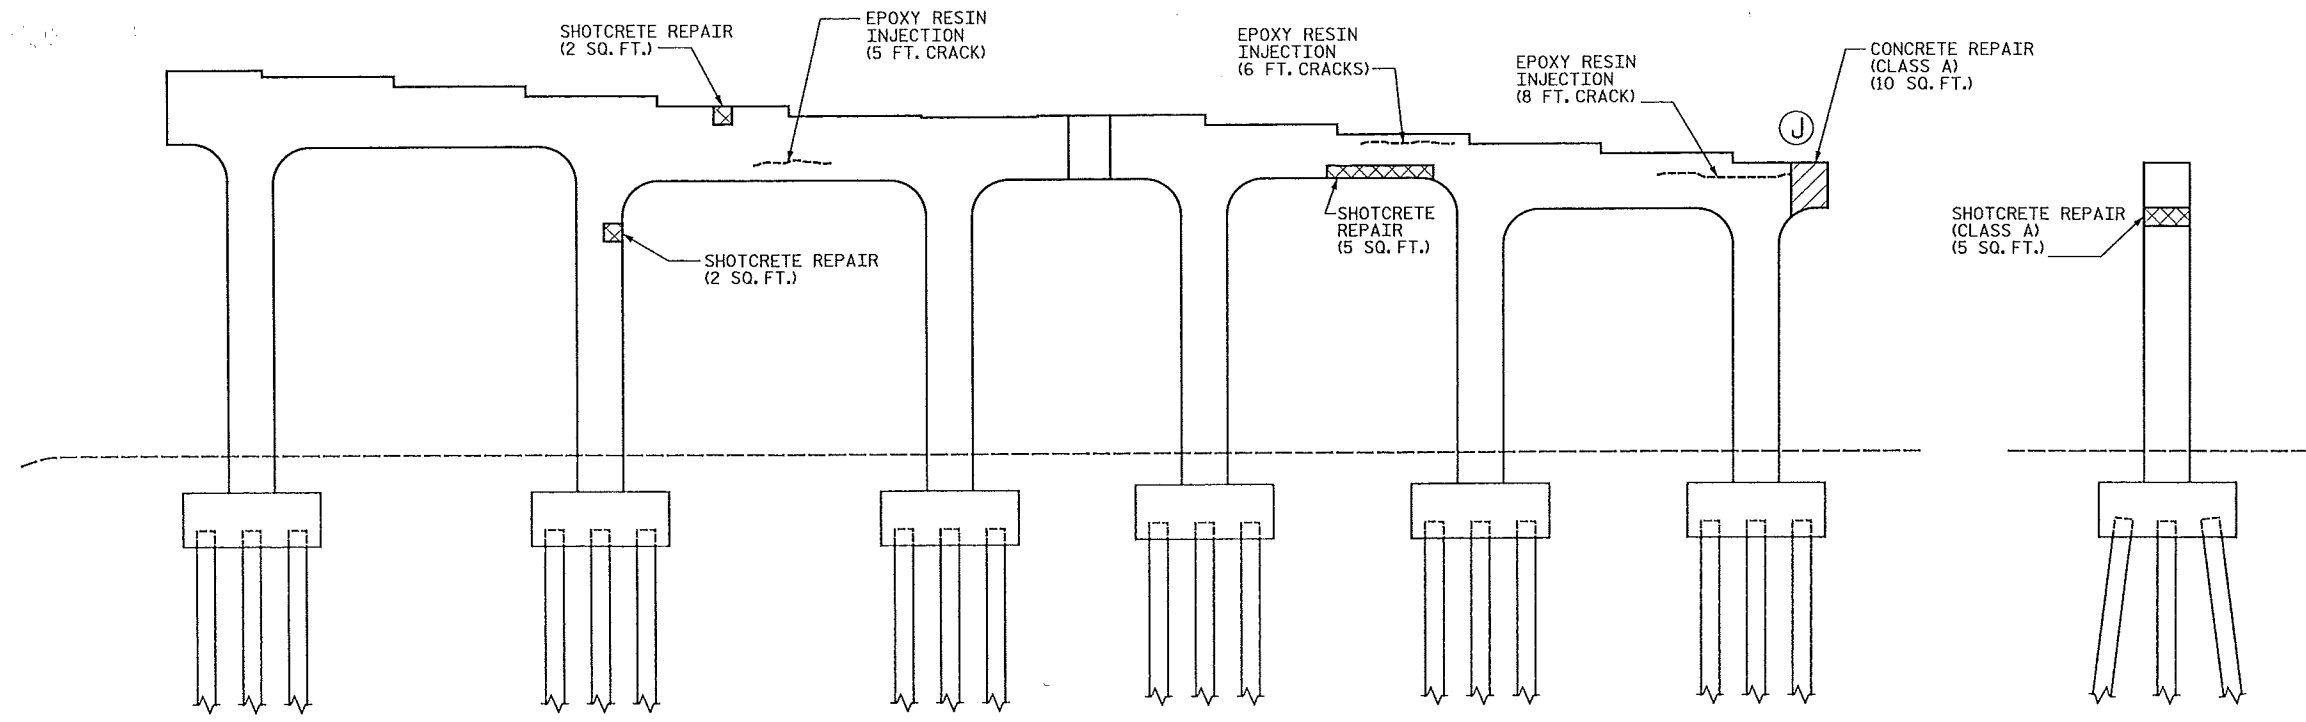 SHOTCRETE REPAIR
(2 SQ. FT.)
EPOXY RESIN
INJECTION
(5 FT. CRACK)
EPOXY RESIN
INJECTION
(6 FT. CRACKS)
EPOXY RESIN
INJECTION
(8 FT. CRACK)
CONCRETE REPAIR
(CLASS A)
(10 SQ. FT.)
J
SHOTCRETE REPAIR
(2 SQ. FT.)
SHOTCRETE
REPAIR
(5 SQ. FT.)
SHOTCRETE REPAIR
(CLASS A)
(5 SQ. FT.)